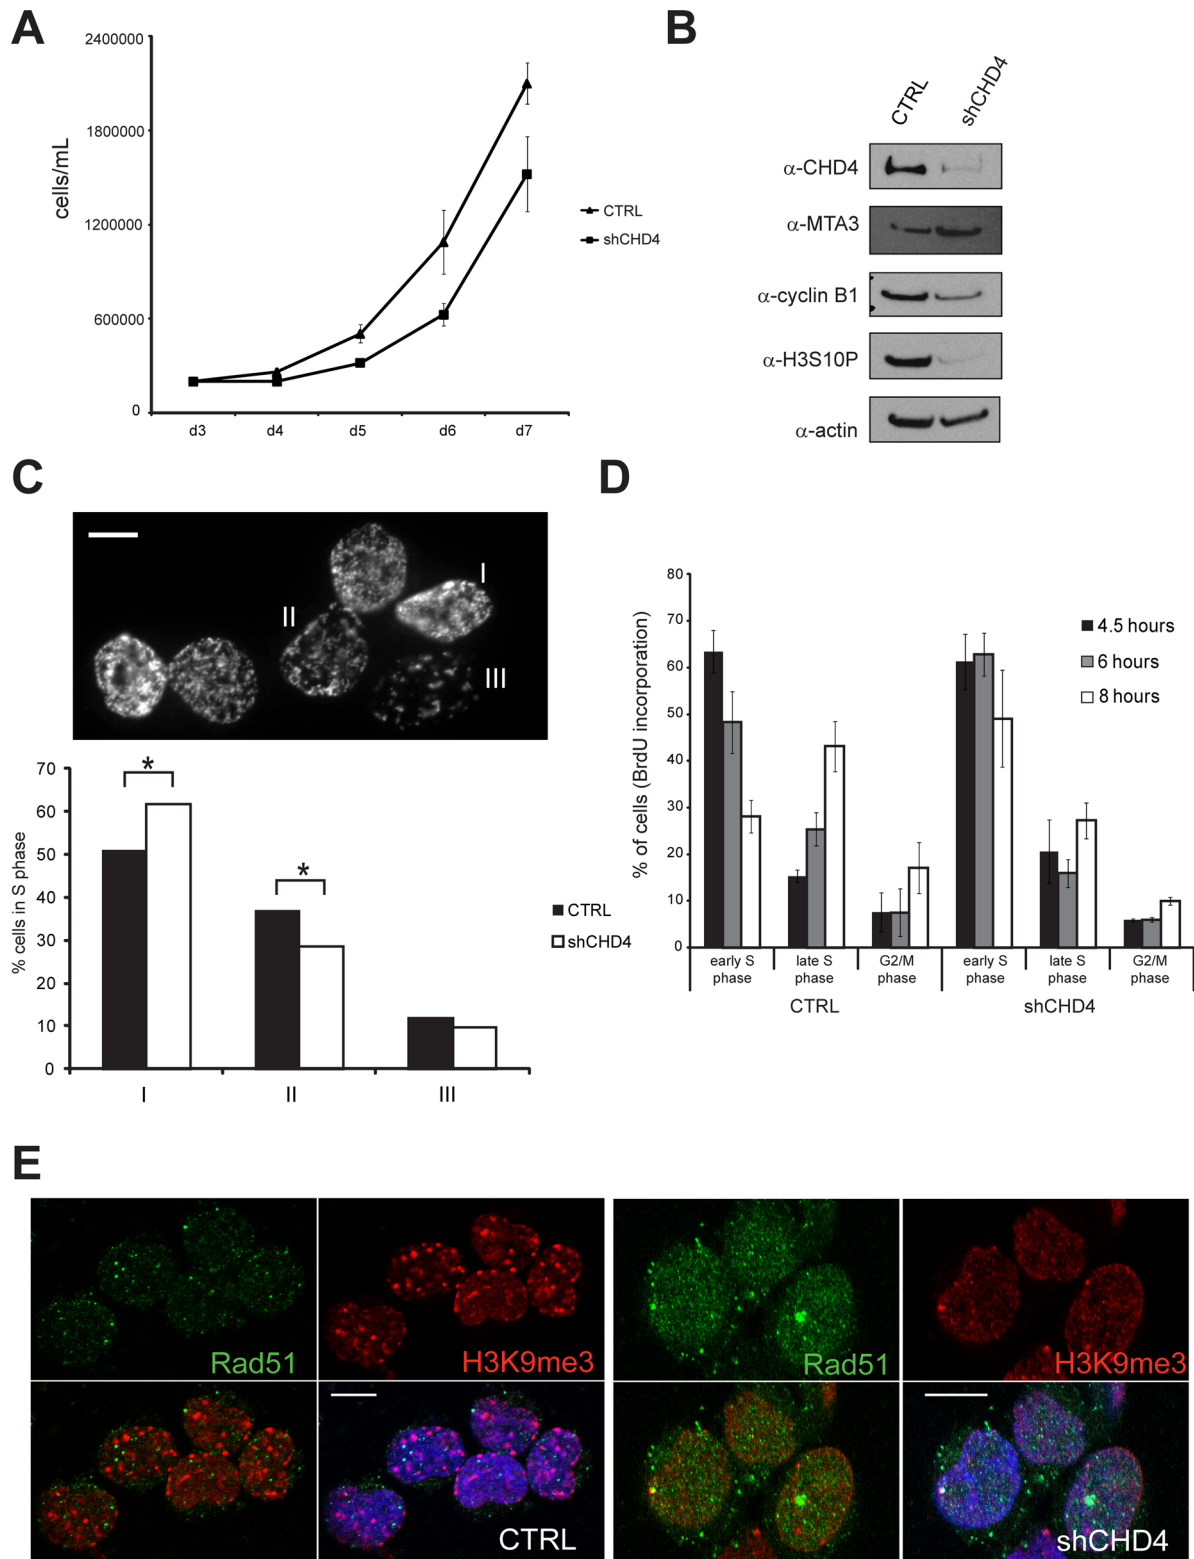 A
2400000
1800000
1200000
600000
0
cells/mL
d3 d4 d5 d6 d7
CTRL
shCHD4
B
CTRL shCHD4
α-CHD4
α-MTA3
α-cyclin B1
α-H3S10P
α-actin
C
I
II
III
70
60
50
40
30
20
10
0
% cells in S phase
* *
I II III
CTRL
shCHD4
D
80
70
60
50
40
30
20
10
0
% of cells (BrdU incorporation)
4.5 hours
6 hours
8 hours
early S phase
late S phase
G2/M phase
early S phase
late S phase
G2/M phase
CTRL shCHD4
E
Rad51 H3K9me3 Rad51 H3K9me3
CTRL shCHD4